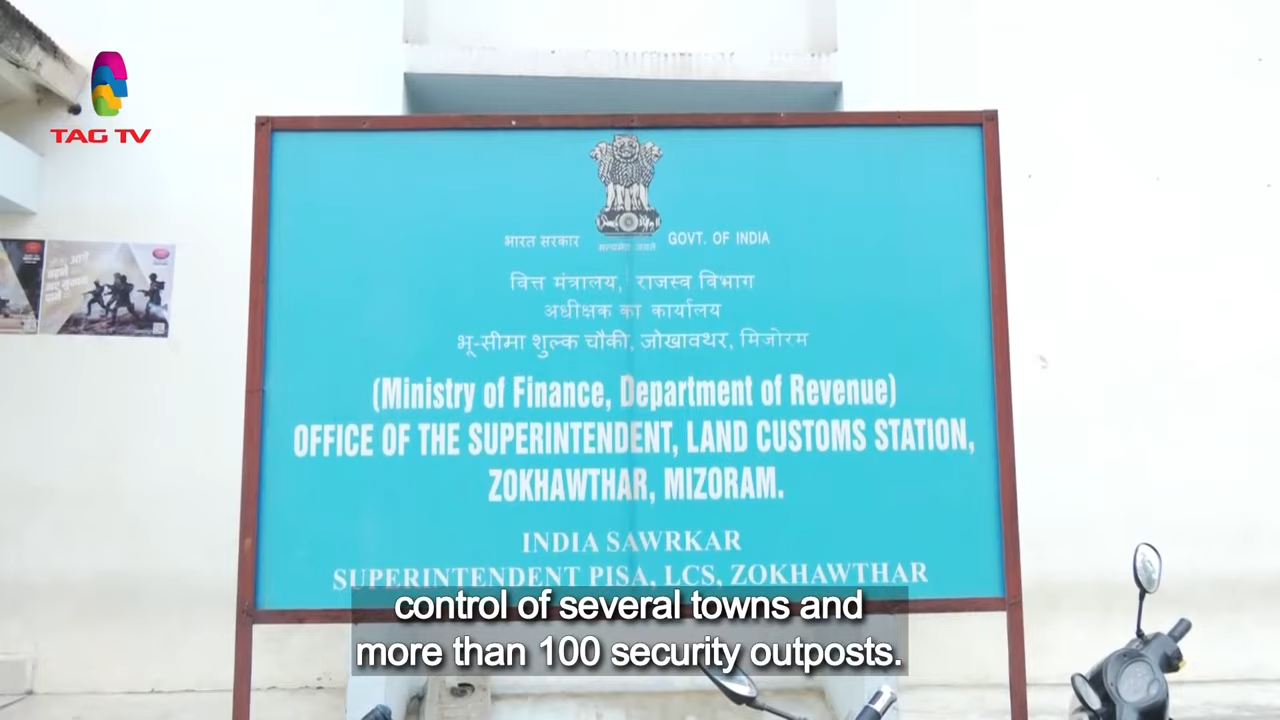 TAG TV
भारत सरकार
सत्यमेव जयते
GOVT. OF INDIA
वित्त मंत्रालय, राजस्व विभाग
अधीक्षक का कार्यालय
भू-सीमा शुल्क चौकी, जोखावथर, मिजोरम
(Ministry of Finance, Department of Revenue)
OFFICE OF THE SUPERINTENDENT, LAND CUSTOMS STATION,
ZOKHAWTHAR, MIZORAM.
INDIA SAWRKAR
SUPERINTENDENT PISA, LCS, ZOKHAWTHAR
control of several towns and
more than 100 security outposts.